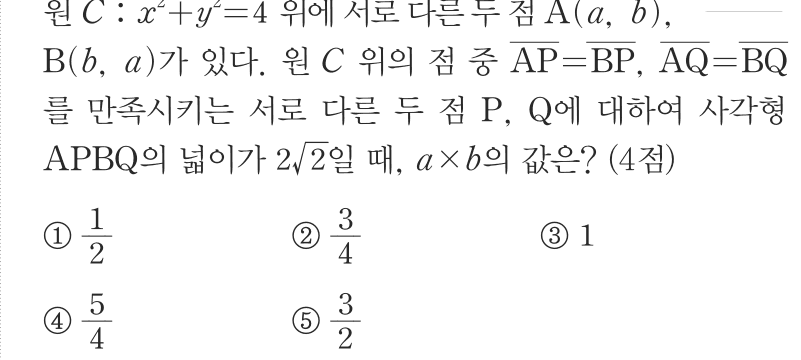 원 C : x²+y²=4 위에 서로 다른 두 점 A(a, b),
B(b, a)가 있다. 원 C 위의 점 중 AP=BP, AQ=BQ
를 만족시키는 서로 다른 두 점 P, Q에 대하여 사각형
APBQ의 넓이가 2√2일 때, a×b의 값은? (4점)
① 1/2 ② 3/4 ③ 1
④ 5/4 ⑤ 3/2